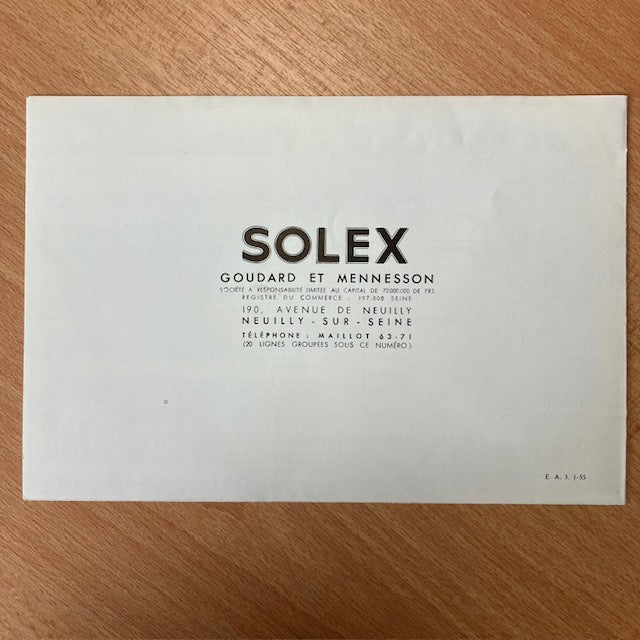 SOLEX
GOUDARD ET MENNESSON
SOCIÉTÉ A RESPONSABILITÉ LIMITÉE AU CAPITAL DE 72.000.000 DE FRS
REGISTRE DU COMMERCE : 197.808 SEINE
190, AVENUE DE NEUILLY
NEUILLY - SUR - SEINE
TÉLÉPHONE : MAILLOT 63-71
(20 LIGNES GROUPÉES SOUS CE NUMÉRO)
E. A. 3. 1-55